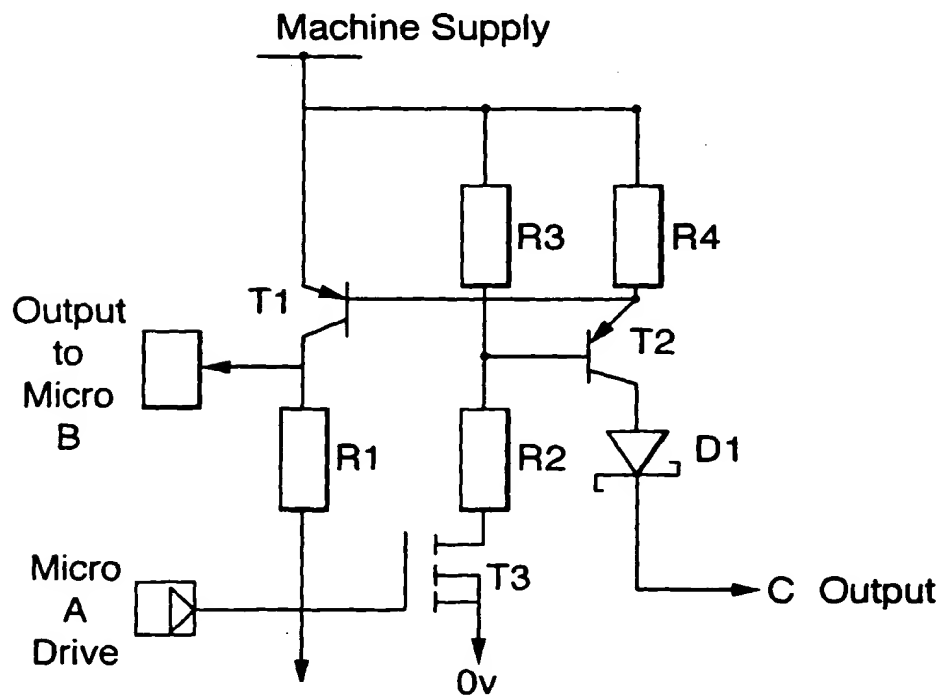 Machine Supply
R3
R4
T1
Output
to
Micro
B
T2
R1
R2
D1
Micro
A
Drive
T3
C Output
0v